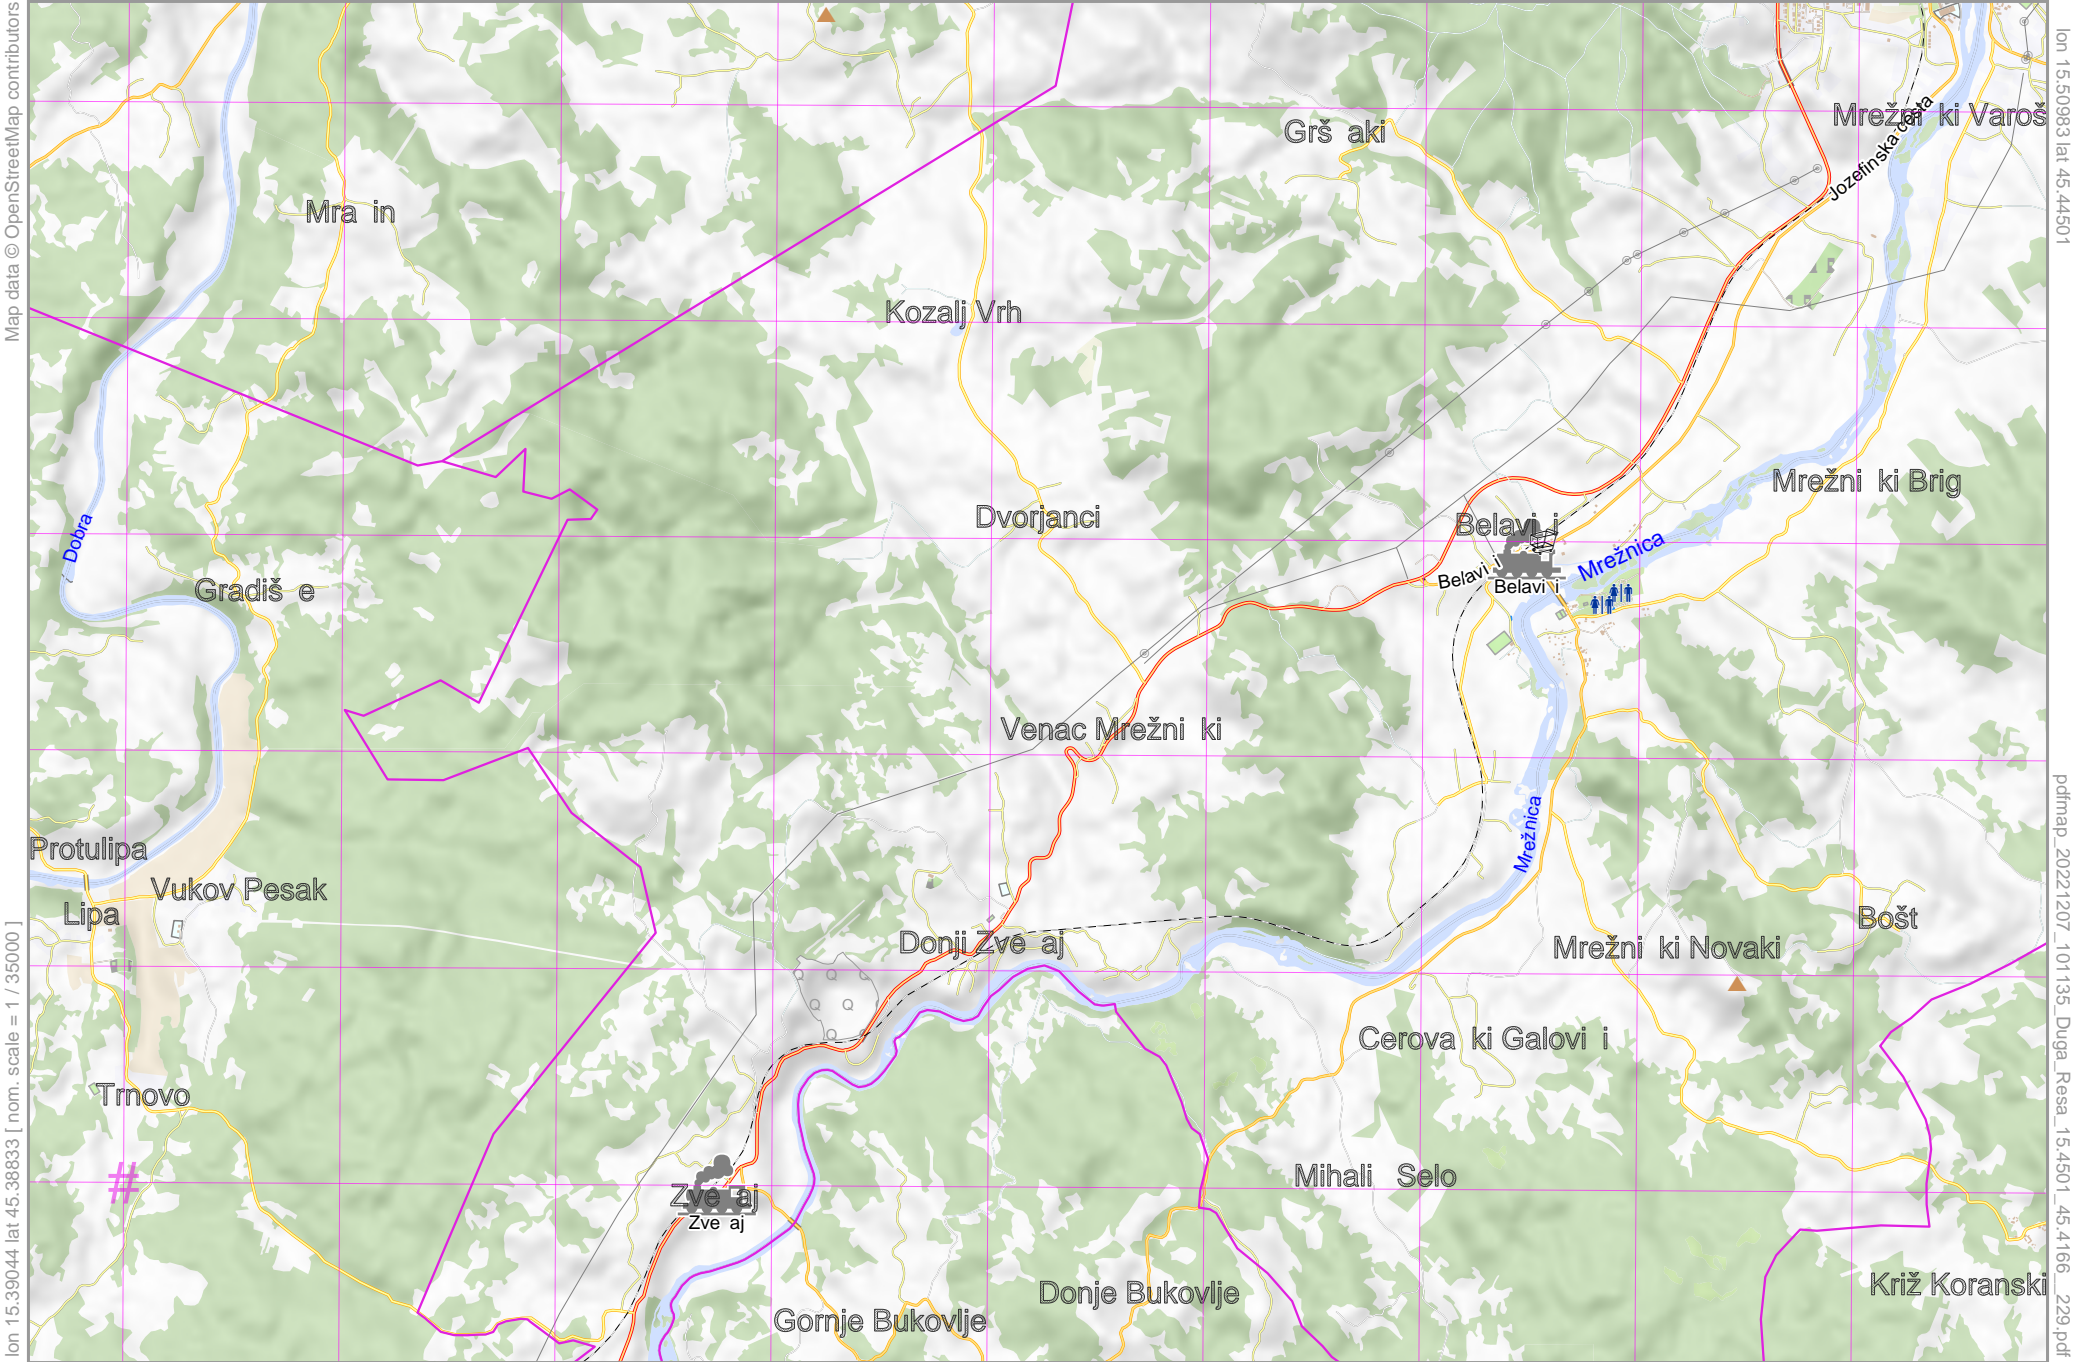 Map data © OpenStreetMap contributors
lon 15.39044 lat 45.38833 [ nom. scale = 1 / 35000 ]
lon 15.50983 lat 45.44501
pdfmap_20221207_101135_Duga_Resa_15.4501_45.4166_229.pdf
Mrežni ki Varoš
Jozefinska cesta
Grš aki
Mra in
Kozalj Vrh
Mrežni ki Brig
Dvorjanci
Belavi i
Dobra
Mrežnica
Belavi i
Belavi i
Gradiš e
Venac Mrežni ki
Mrežnica
Protulipa
Vukov Pesak
Lipa
Bošt
Donji Zve aj
Mrežni ki Novaki
Cerova ki Galovi i
Trnovo
#
Mihali Selo
Zve aj
Zve aj
Križ Koranski
Donje Bukovlje
Gornje Bukovlje